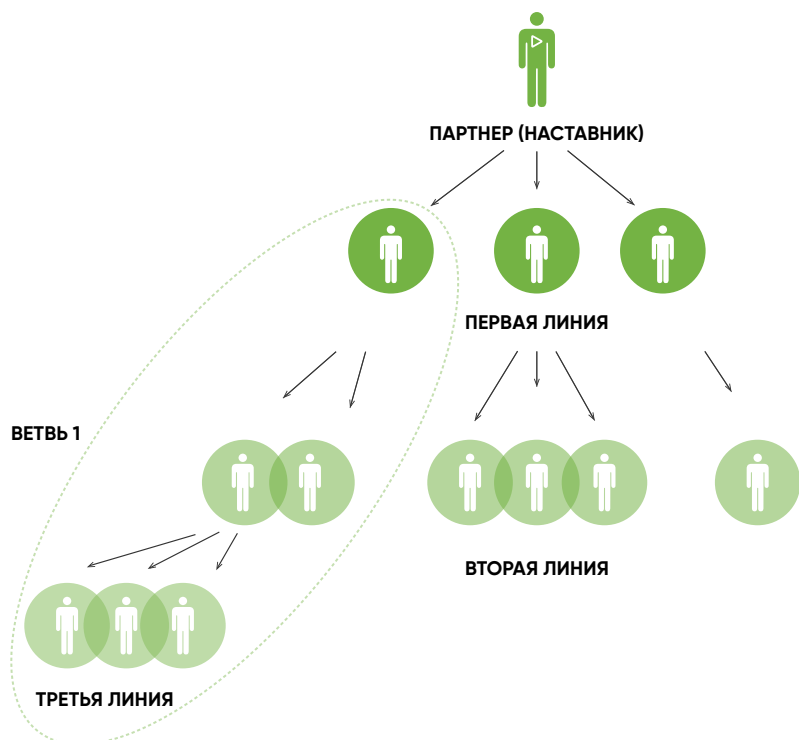 ПАРТНЕР (НАСТАВНИК)
ПЕРВАЯ ЛИНИЯ
ВЕТВЬ 1
ВТОРАЯ ЛИНИЯ
ТРЕТЬЯ ЛИНИЯ